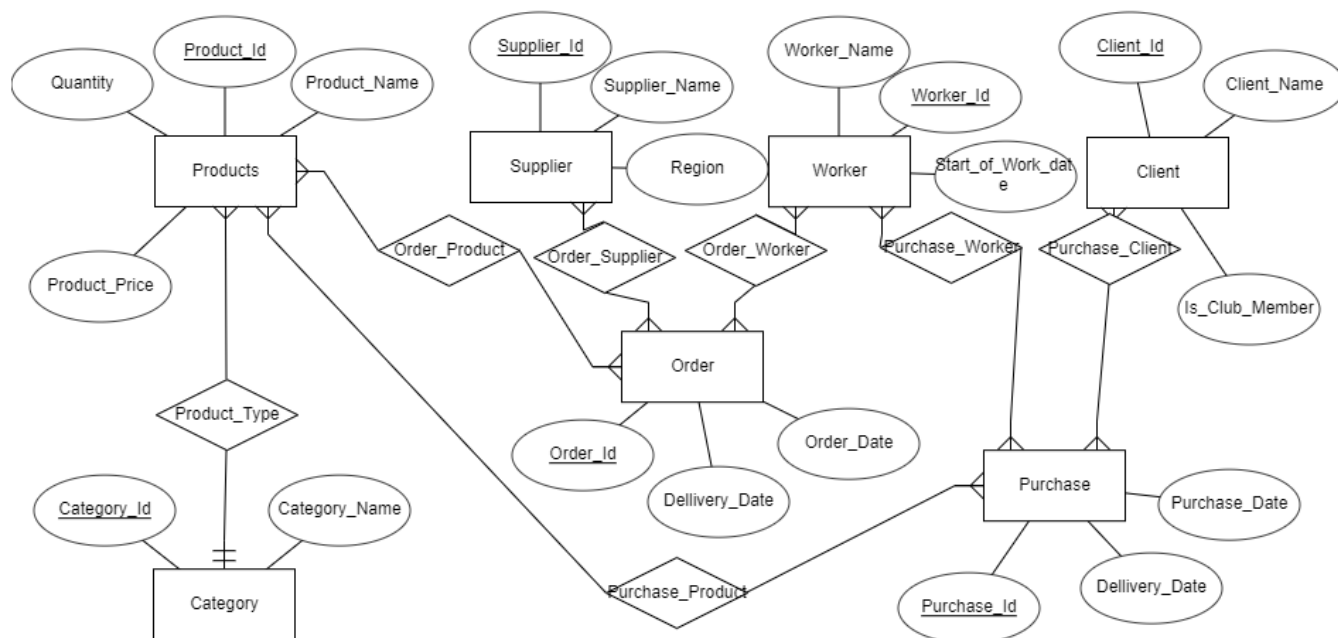 Product_Id
Supplier_Id
Worker_Name
Client_Id
Quantity
Product_Name
Supplier_Name
Worker_Id
Client_Name
Products
Supplier
Region
Worker
Start_of_Work_dat
e
Client
Order_Product
Order_Supplier
Order_Worker
Purchase_Worker
Purchase_Client
Product_Price
Is_Club_Member
Order
Product_Type
Order_Id
Order_Date
Dellivery_Date
Category_Id
Category_Name
Purchase
Purchase_Date
Category
Purchase_Product
Purchase_Id
Dellivery_Date